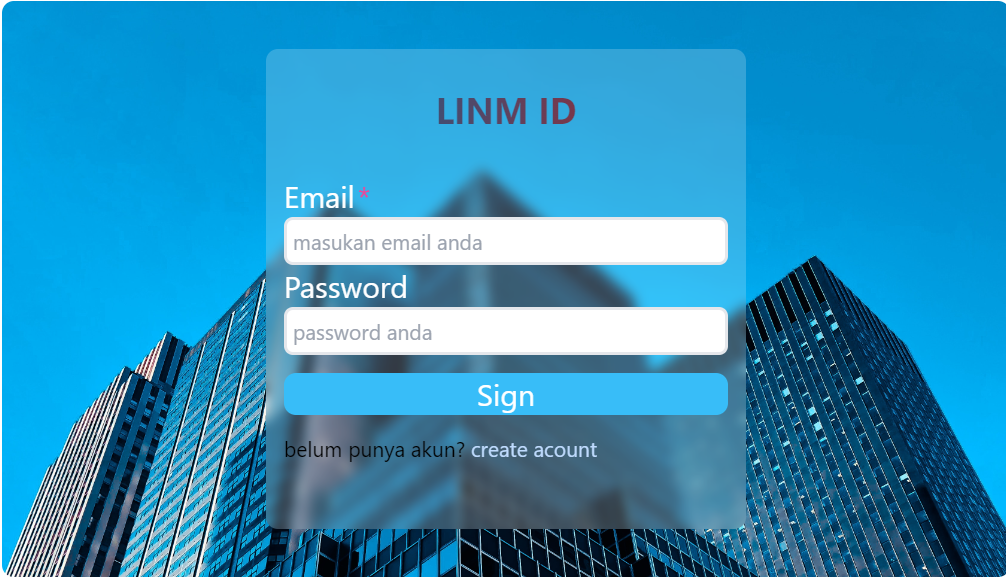 LINM ID
Email *
masukan email anda
Password
password anda
Sign
belum punya akun? create acount